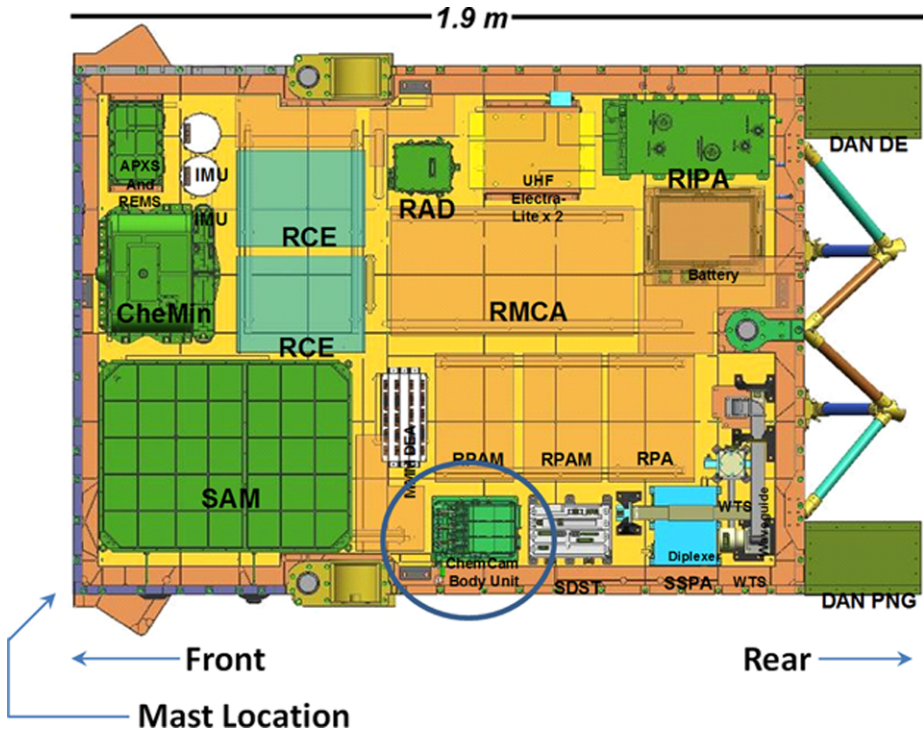 1.9 m
DAN DE
APXS
And
REMS
IMU
IMU
RCE
RAD
UHF
Electra-
Lite x 2
RIPA
Battery
CheMin
RCE
RMCA
SAM
MMM DEA
RPAM
RPAM
RPA
WTS
Waveguide
ChemCam
Body Unit
SDST
Diplexer
SSPA
WTS
DAN PNG
Front
Rear
Mast Location